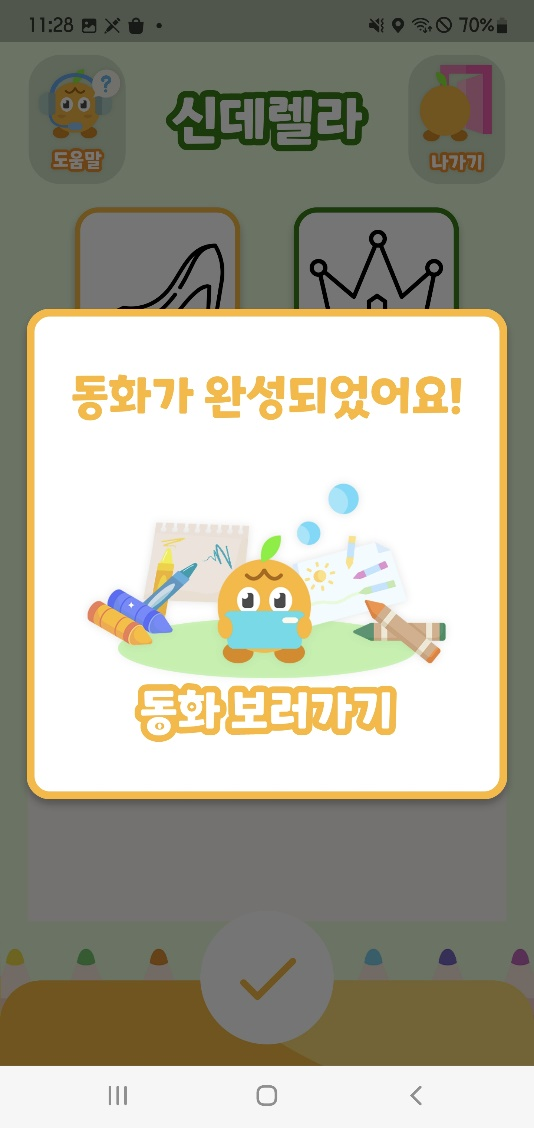 11:28
70%
?
도움말
신데렐라
나가기
동화가 완성되었어요!
동화 보러가기